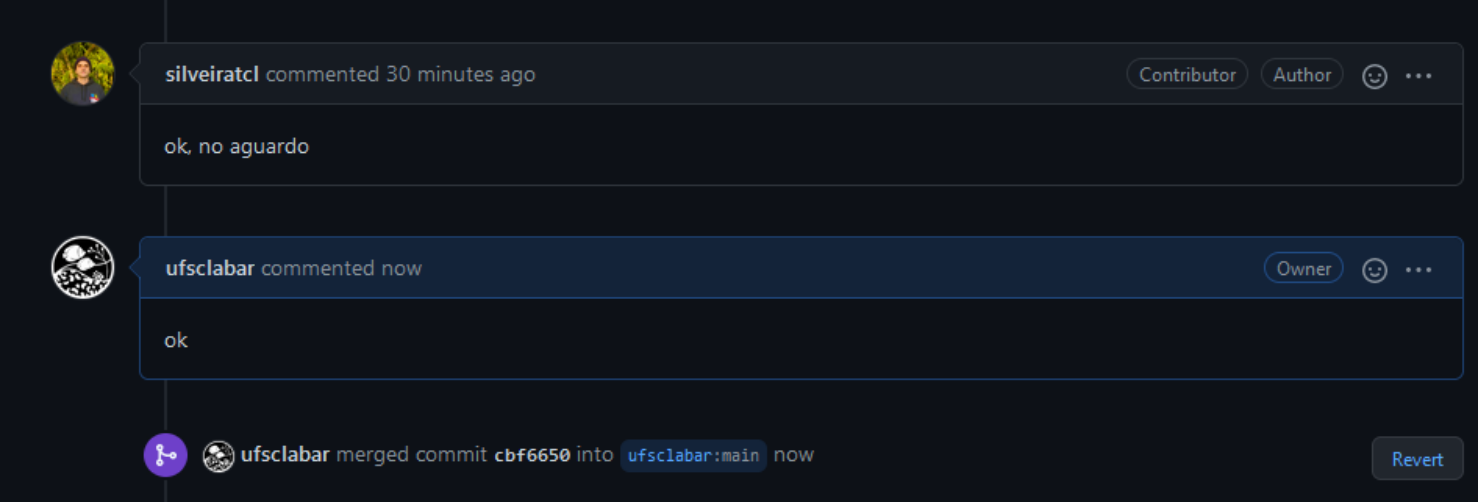 silveiratcl commented 30 minutes ago Contributor Author
ok, no aguardo
ufsclabar commented now Owner
ok
ufsclabar merged commit cbf6650 into ufsclabar:main now Revert